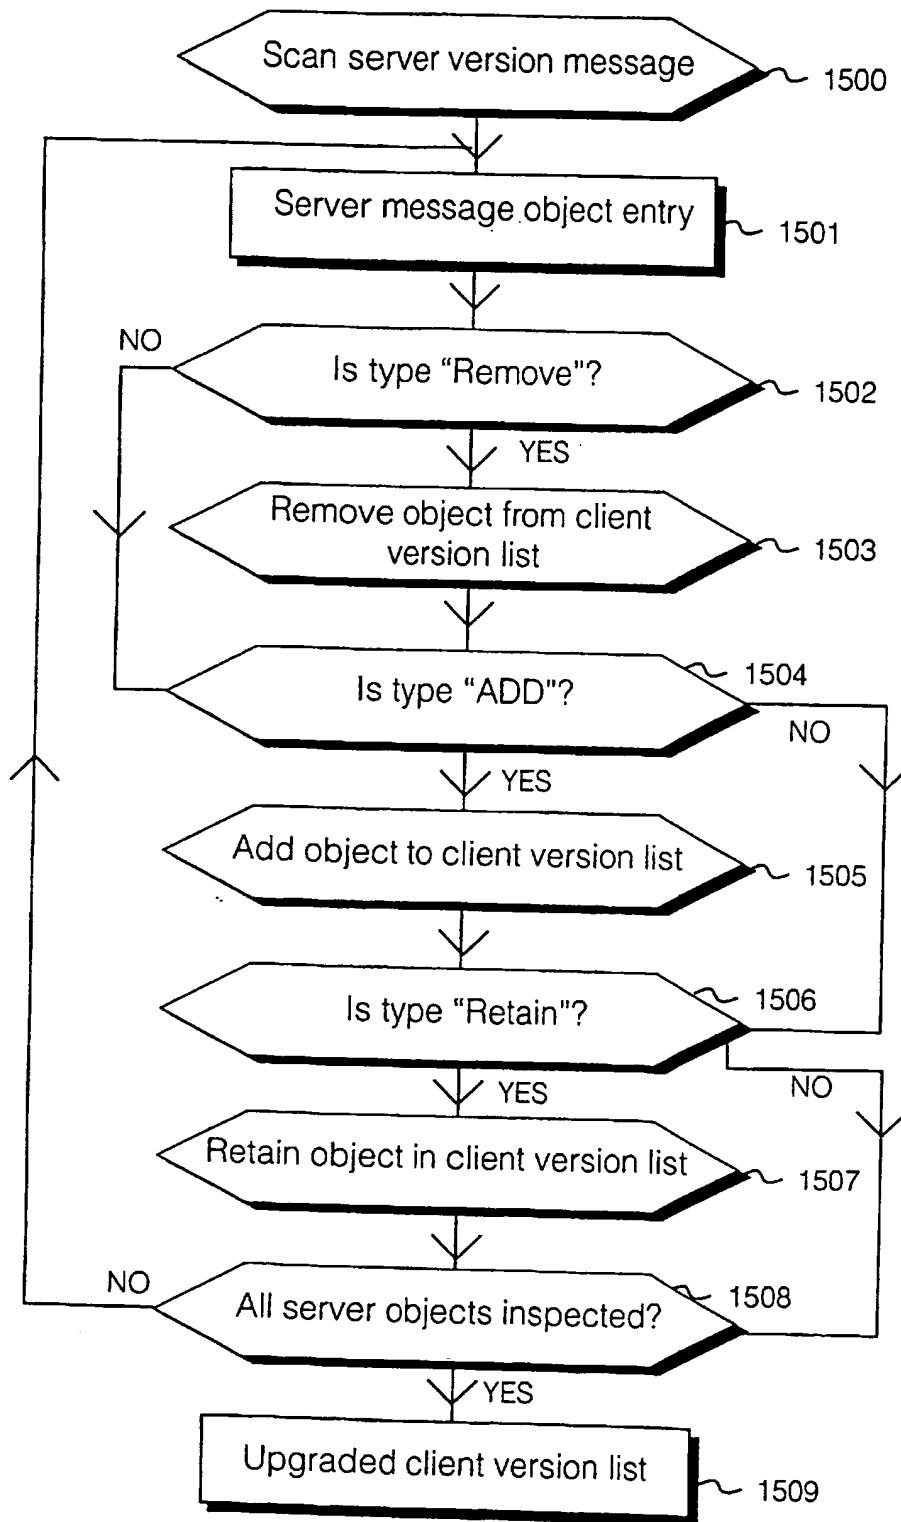 Scan server version message
1500
Server message object entry
1501
NO
Is type “Remove”?
1502
YES
Remove object from client
version list
1503
Is type "ADD"?
1504
NO
YES
Add object to client version list
1505
Is type “Retain”?
1506
NO
YES
Retain object in client version list
1507
NO
All server objects inspected?
1508
YES
Upgraded client version list
1509